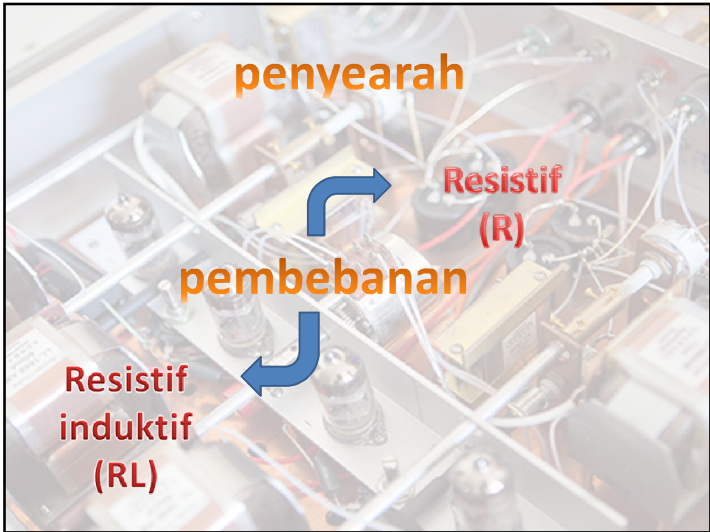 penyearah
Resistif
(R)
pembebanan
Resistif
induktif
(RL)